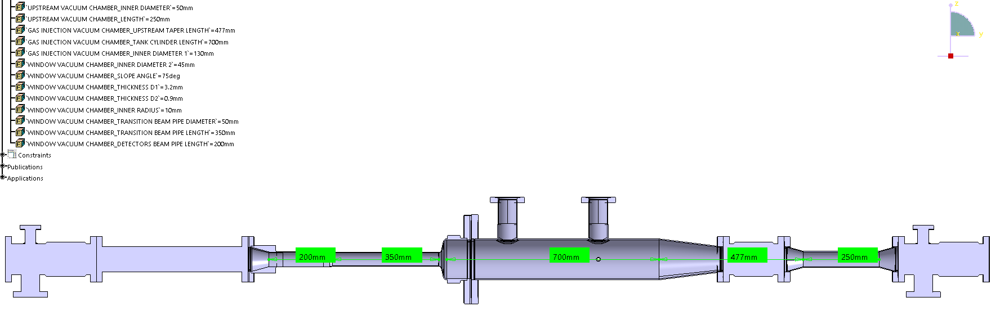 `UPSTREAM VACUUM CHAMBER_INNER DIAMETER`=50mm
`UPSTREAM VACUUM CHAMBER_LENGTH`=250mm
`GAS INJECTION VACUUM CHAMBER_UPSTREAM TAPER LENGTH`=477mm
`GAS INJECTION VACUUM CHAMBER_TANK CYLINDER LENGTH`=700mm
`GAS INJECTION VACUUM CHAMBER_INNER DIAMETER 1`=130mm
`WINDOW VACUUM CHAMBER_INNER DIAMETER 2`=45mm
`WINDOW VACUUM CHAMBER_SLOPE ANGLE`=75deg
`WINDOW VACUUM CHAMBER_THICKNESS D1`=3.2mm
`WINDOW VACUUM CHAMBER_THICKNESS D2`=0.9mm
`WINDOW VACUUM CHAMBER_INNER RADIUS`=10mm
`WINDOW VACUUM CHAMBER_TRANSITION BEAM PIPE DIAMETER`=50mm
`WINDOW VACUUM CHAMBER_TRANSITION BEAM PIPE LENGTH`=350mm
`WINDOW VACUUM CHAMBER_DETECTORS BEAM PIPE LENGTH`=200mm
Constraints
Publications
Applications
z
y
200mm
350mm
700mm
477mm
250mm